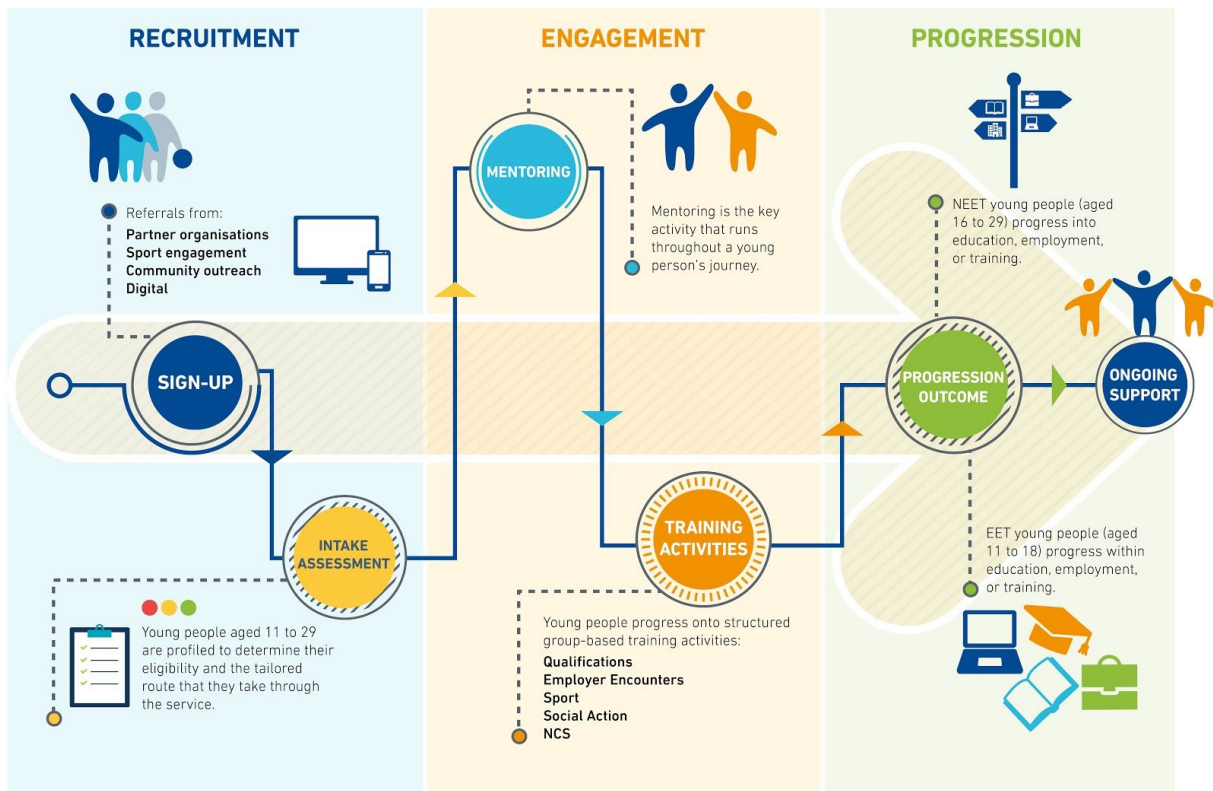 RECRUITMENT
Referrals from:
Partner organisations
Sport engagement
Community outreach
Digital
SIGN-UP
INTAKE
ASSESSMENT
Young people aged 11 to 29
are profiled to determine their
eligibility and the tailored
route that they take through
the service.
ENGAGEMENT
MENTORING
Mentoring is the key
activity that runs
throughout a young
person's journey.
TRAINING
ACTIVITIES
Young people progress onto structured
group-based training activities:
Qualifications
Employer Encounters
Sport
Social Action
NCS
PROGRESSION
NEET young people (aged
16 to 29) progress into
education, employment,
or training.
PROGRESSION
OUTCOME
ONGOING
SUPPORT
EET young people (aged
11 to 18) progress within
education, employment,
or training.